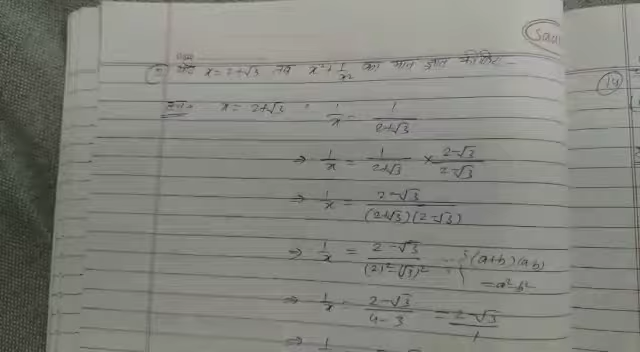 यदि x = 2+√3 तब x²+1/x² का मान ज्ञात कीजिए -
हल:- x = 2+√3 , 1/x = 1/2+√3
⇒ 1/x = 1/2+√3 × 2-√3/2-√3
⇒ 1/x = 2-√3/(2+√3)(2-√3)
⇒ 1/x = 2-√3/(2)²-(√3)² {(a+b)(a-b)
= a²-b²
⇒ 1/x = 2-√3/4-3 = 2-√3/1
⇒ 1
14